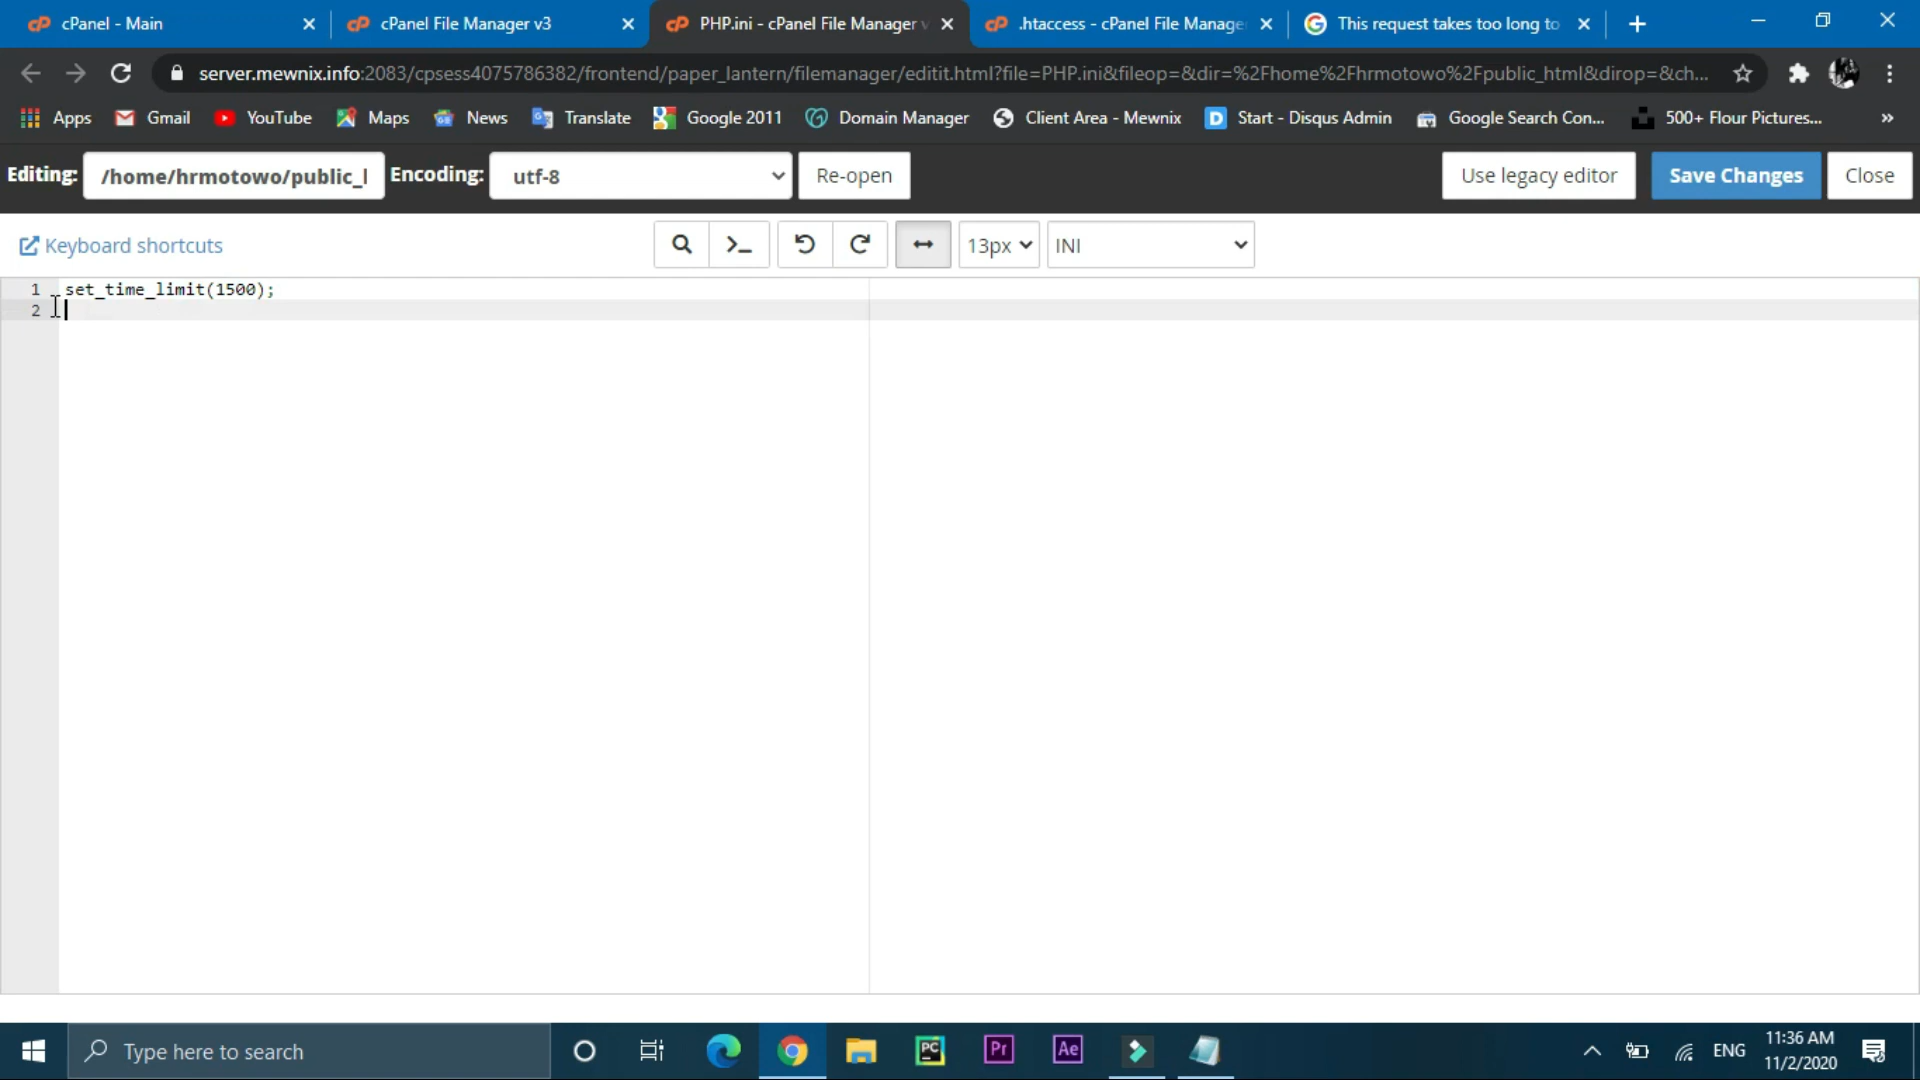 cPanel - Main
cPanel File Manager v3
PHP.ini - cPanel File Manager v
.htaccess - cPanel File Manage
This request takes too long to
server.mewnix.info:2083/cpsess4075786382/frontend/paper_lantern/filemanager/editit.html?file=PHP.ini&fileop=&dir=%2Fhome%2Fhrmotowo%2Fpublic_html&dirop=&ch...
Apps
Gmail
YouTube
Maps
News
Translate
Google 2011
Domain Manager
Client Area - Mewnix
Start - Disqus Admin
Google Search Con...
500+ Flour Pictures...
»
Editing: /home/hrmotowo/public_l Encoding: utf-8 Re-open Use legacy editor Save Changes Close
Keyboard shortcuts 13px INI
1 set_time_limit(1500);
2
Type here to search
PC
Pr
Ae
ENG
11:36 AM
11/2/2020